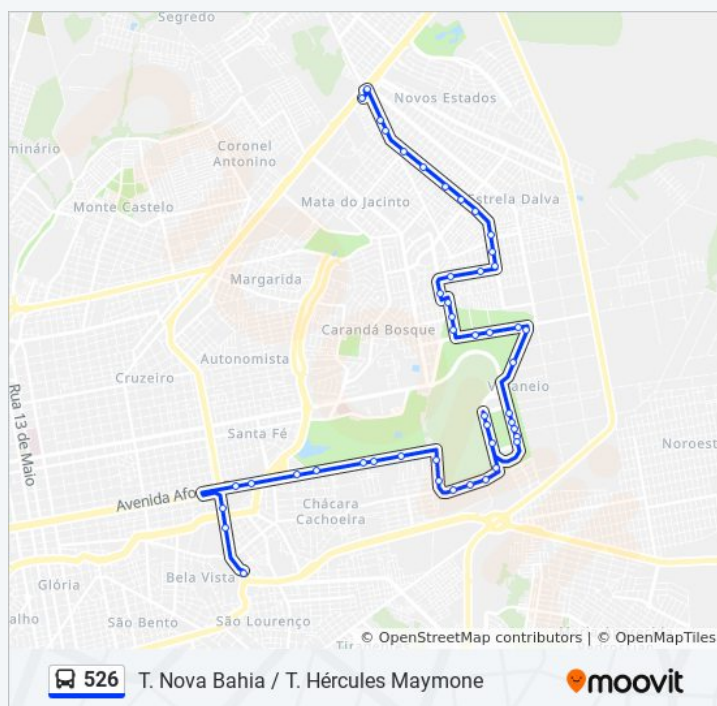 Segredo
Novos Estados
Coronel
Antonino
minário
Monte Castelo
Mata do Jacinto
Estrela Dalva
Margarida
Carandá Bosque
Autonomista
Cruzeiro
Rua 13 de Maio
Santa Fé
Noroest
Avenida Afo
Chácara
Cachoeira
Bela Vista
Glória
alho
São Bento
São Lourenço
© OpenStreetMap contributors | © OpenMapTiles
526 T. Nova Bahia / T. Hércules Maymone
moovit